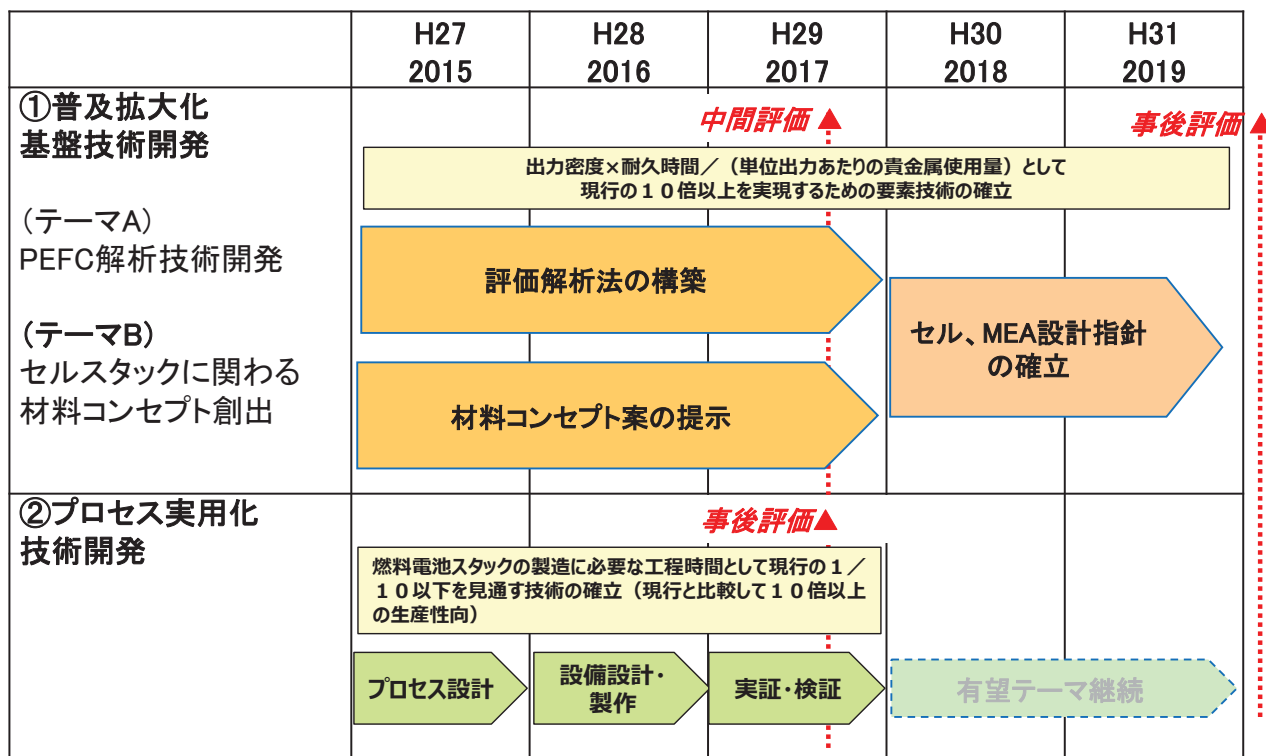 H27
2015
H28
2016
H29
2017
H30
2018
H31
2019
①普及拡大化
基盤技術開発
(テーマA)
PEFC解析技術開発
(テーマB)
セルスタックに関わる
材料コンセプト創出
中間評価▲
事後評価▲
出力密度×耐久時間/(単位出力あたりの貴金属使用量)として
現行の10倍以上を実現するための要素技術の確立
評価解析法の構築
材料コンセプト案の提示
セル、MEA設計指針
の確立
②プロセス実用化
技術開発
事後評価▲
燃料電池スタックの製造に必要な工程時間として現行の1/
10以下を見通す技術の確立(現行と比較して10倍以上
の生産性向)
プロセス設計
設備設計・
製作
実証・検証
有望テーマ継続